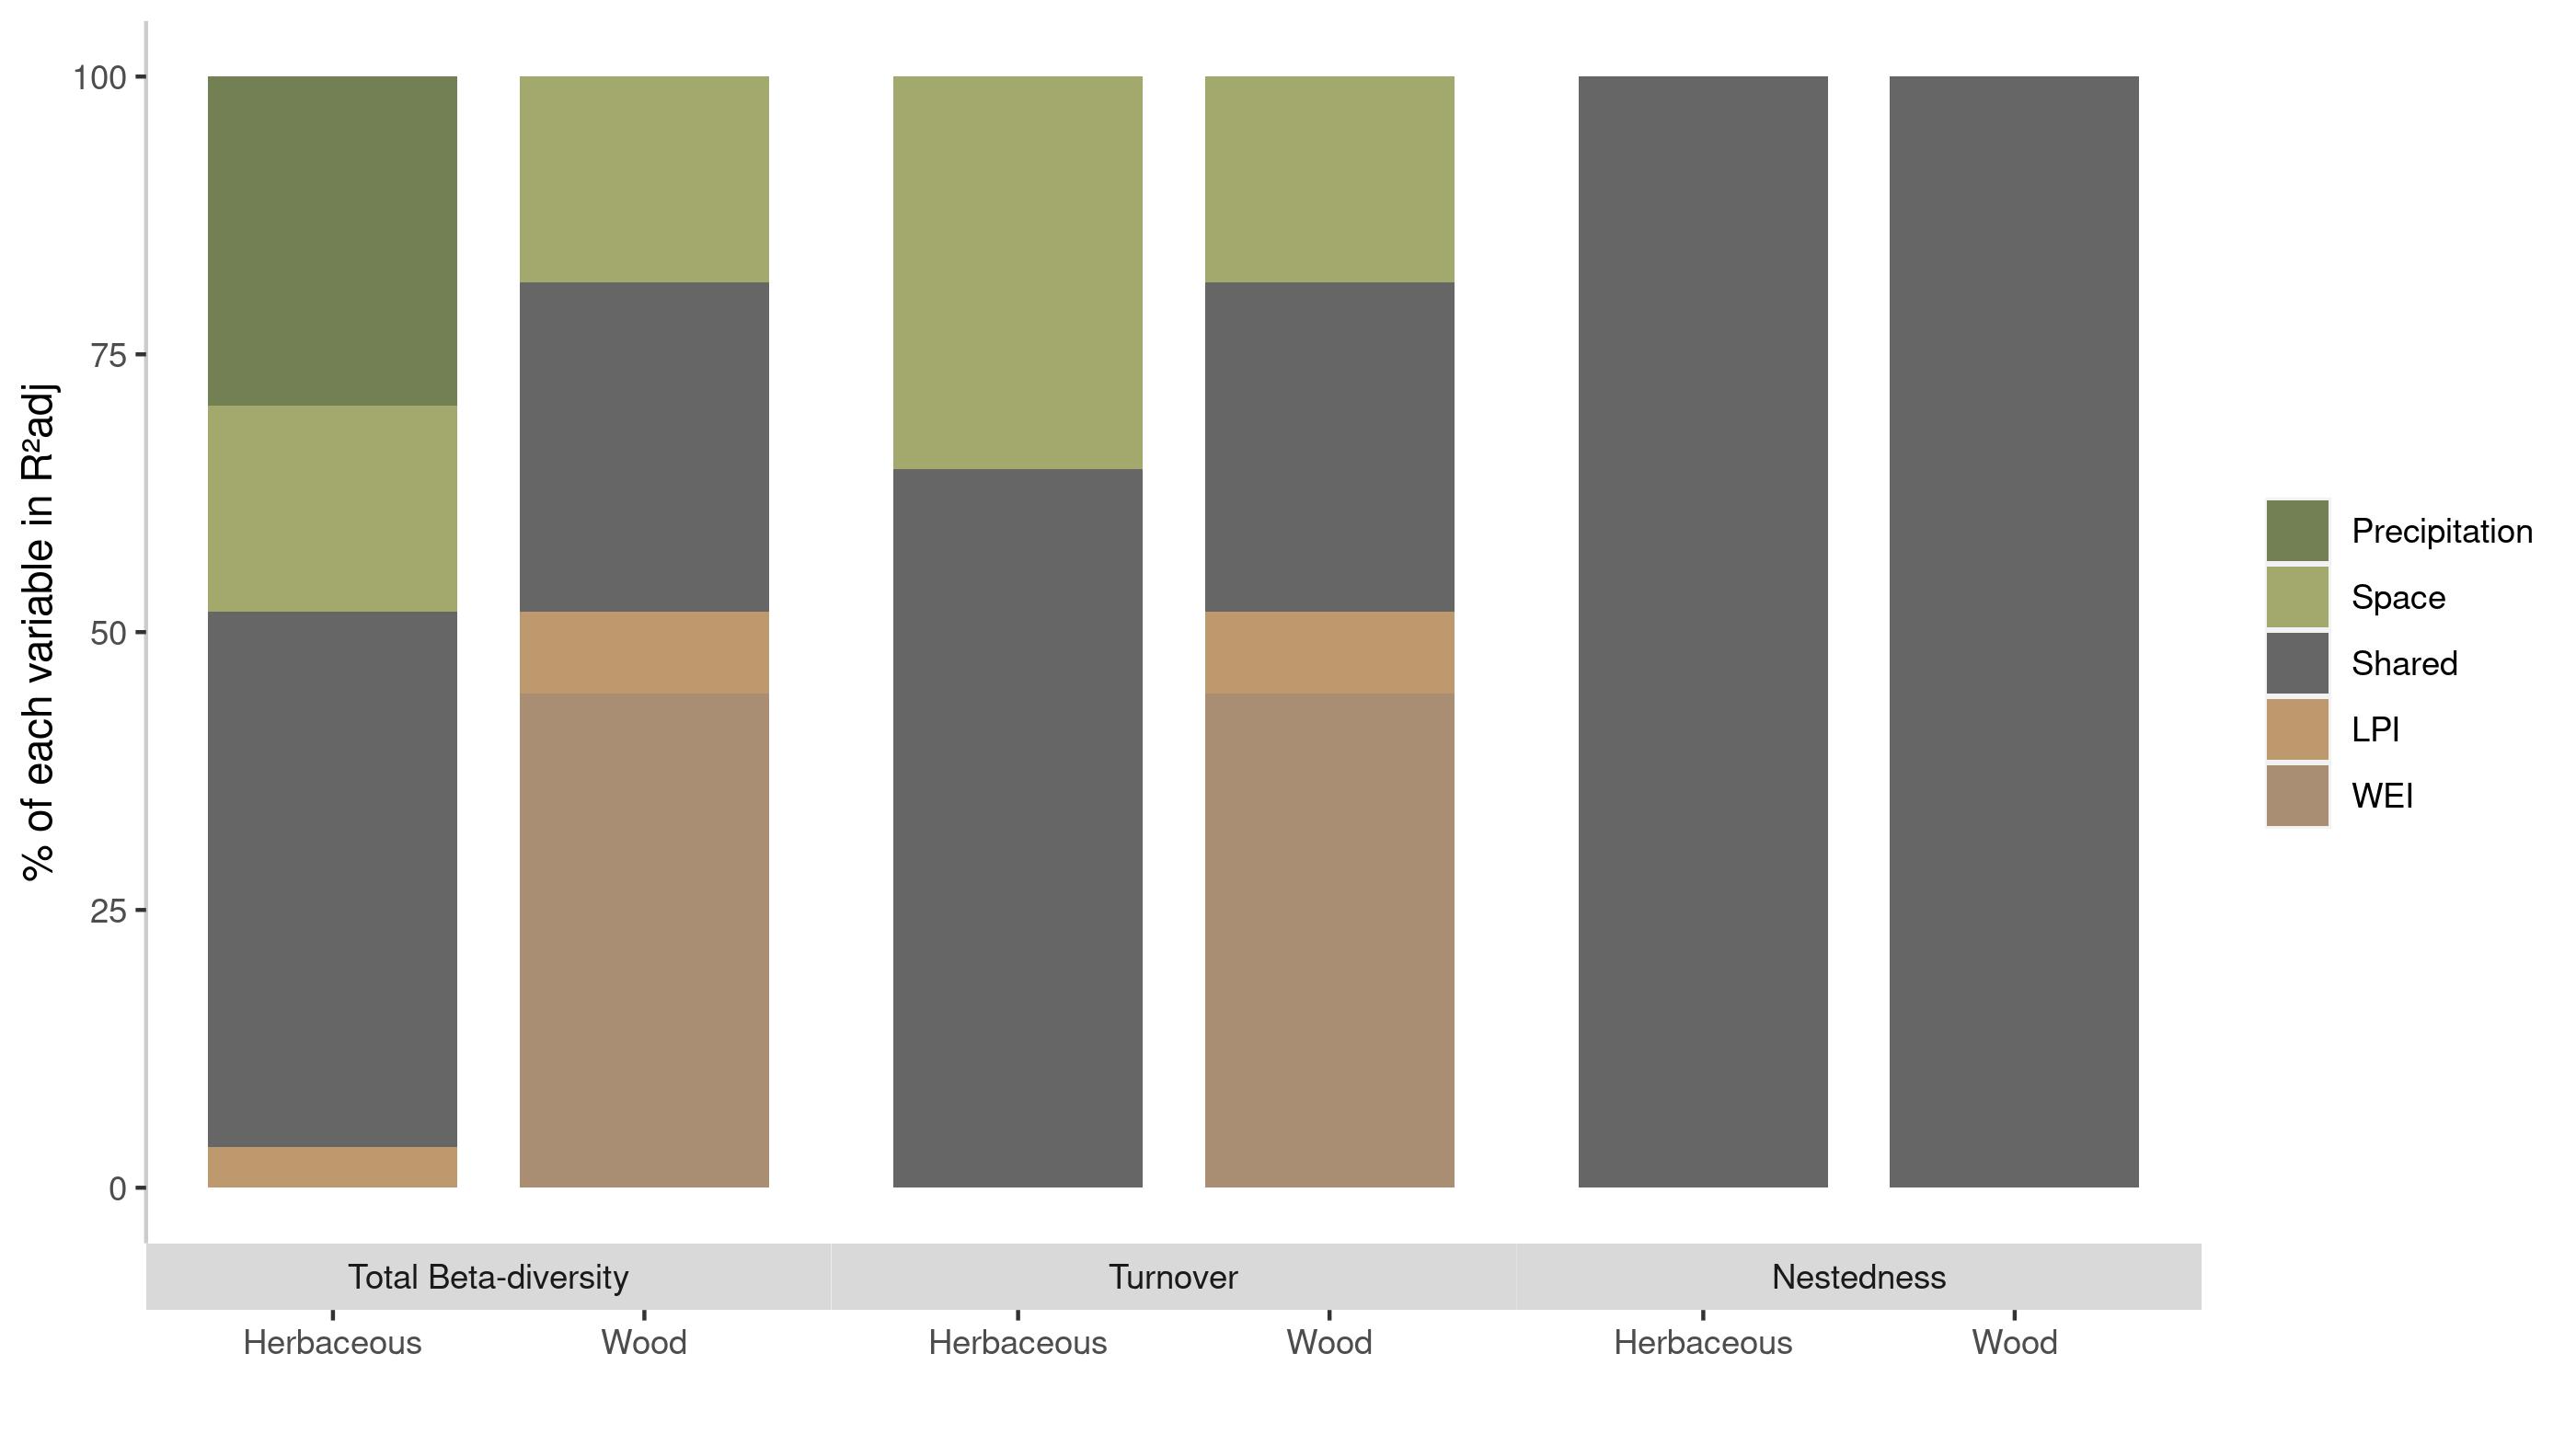 % of each variable in R²adj
100
75
50
25
0
Total Beta-diversity
Turnover
Nestedness
Herbaceous
Wood
Herbaceous
Wood
Herbaceous
Wood
Precipitation
Space
Shared
LPI
WEI